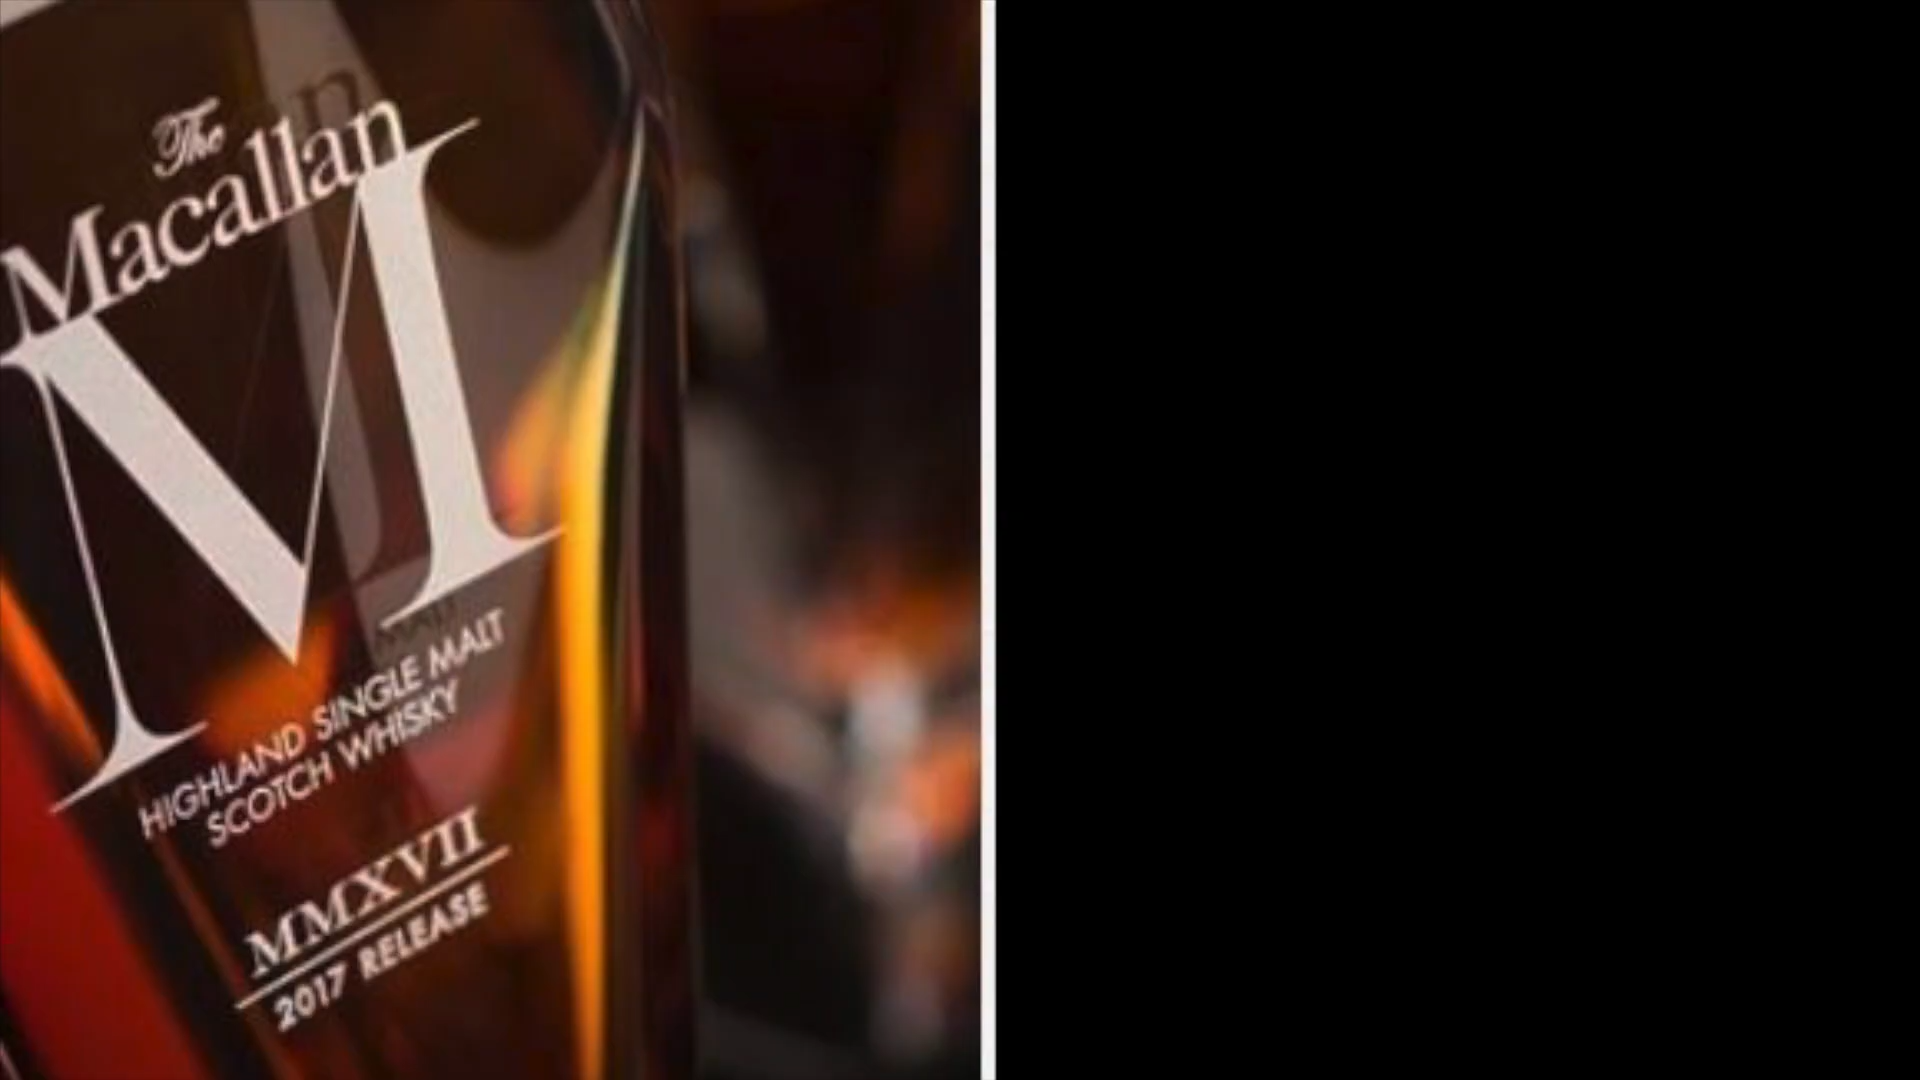 The
Macallan
M
HIGHLAND SINGLE MALT
SCOTCH WHISKY
MMXVII
2017 RELEASE